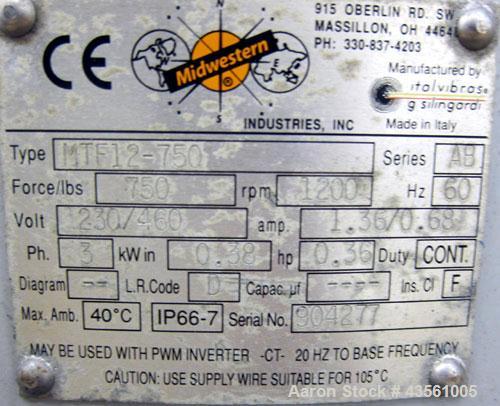 915 OBERLIN RD. SW
MASSILLON, OH 44646
PH: 330-837-4203
CE
N
Midwestern
S
INDUSTRIES, INC
Manufactured by
italvibras
g silingardi
Made in Italy
Type MTF12-750 Series AB
Force/lbs 750 rpm 1200 Hz 60
Volt 230/460 amp. 1.36/0.68
Ph. 3 kW in 0.38 hp 0.36 Duty CONT.
Diagram -- L.R.Code D Capac. µf ---- Ins. Cl F
Max. Amb. 40°C IP66-7 Serial No. 904277
MAY BE USED WITH PWM INVERTER -CT- 20 HZ TO BASE FREQUENCY
CAUTION: USE SUPPLY WIRE SUITABLE FOR 105°C
Aaron Stock # 43561005